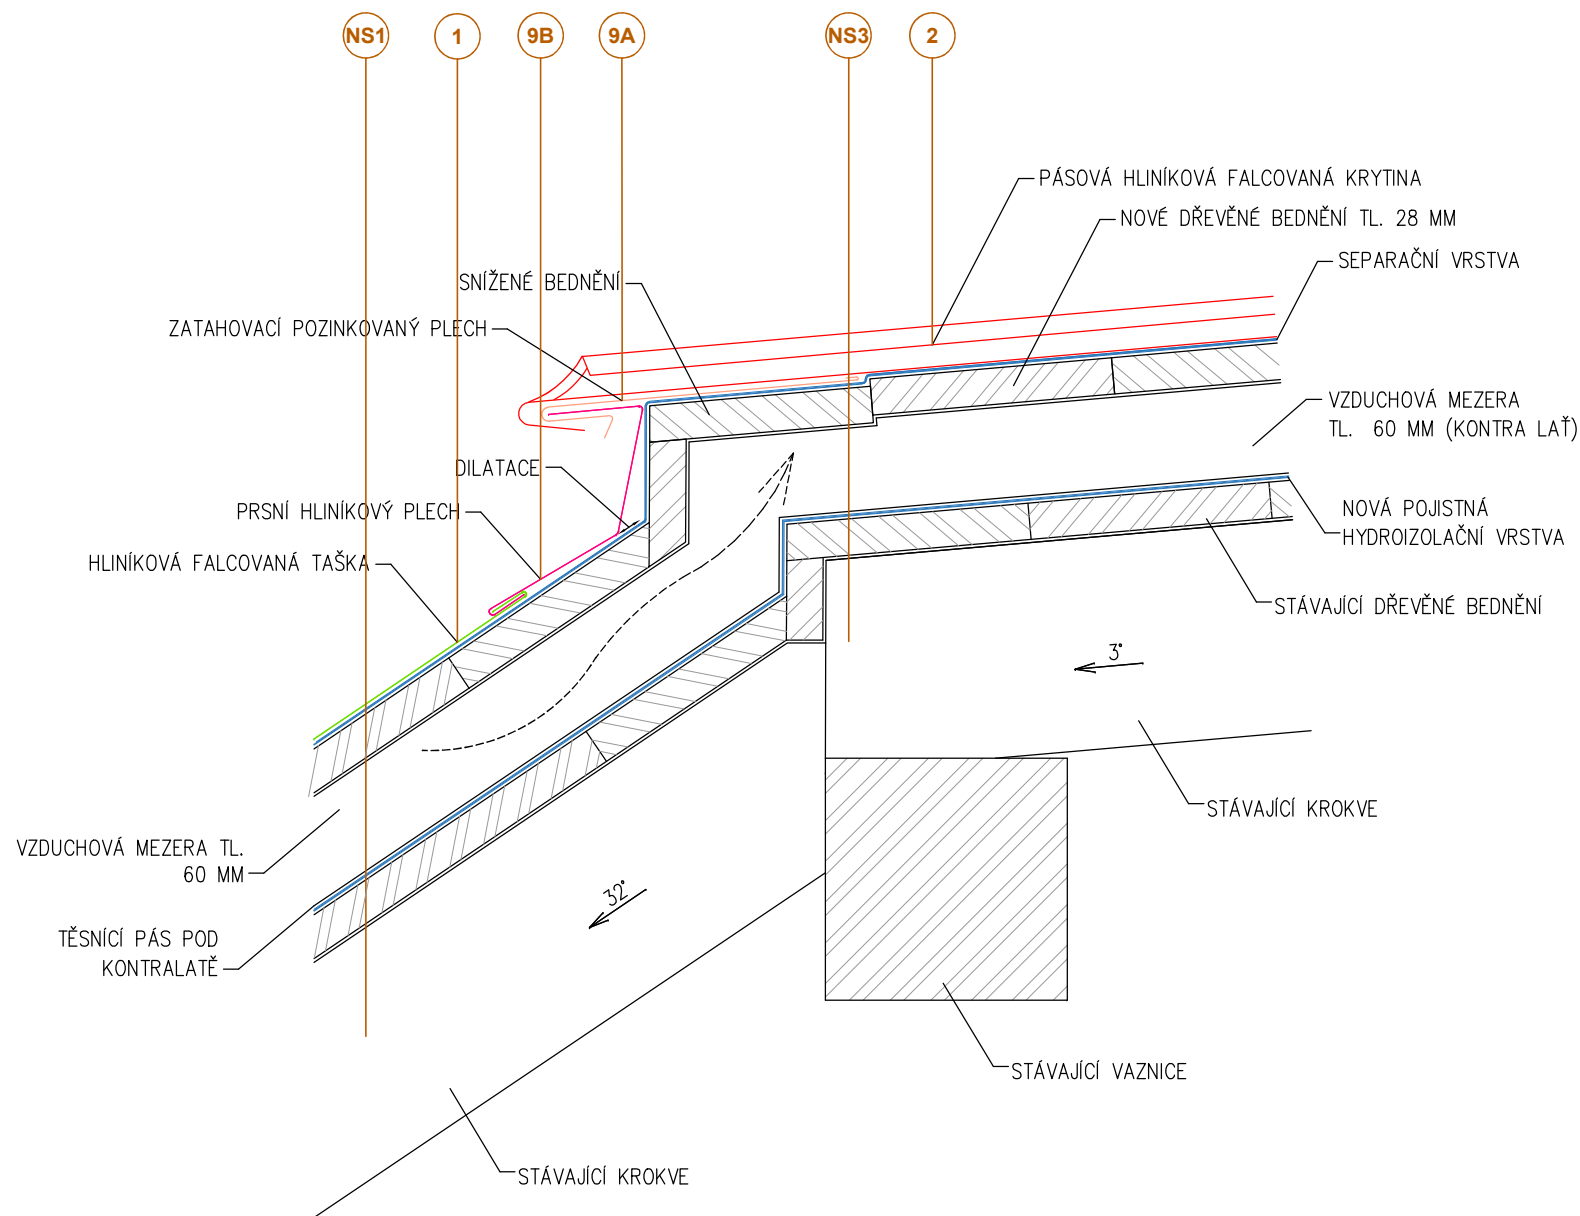 NS1
1
9B
9A
NS3
2
PÁSOVÁ HLINÍKOVÁ FALCOVANÁ KRYTINA
NOVÉ DŘEVĚNÉ BEDNĚNÍ TL. 28 MM
SEPARAČNÍ VRSTVA
SNÍŽENÉ BEDNĚNÍ
ZATAHOVACÍ POZINKOVANÝ PLECH
VZDUCHOVÁ MEZERA
TL. 60 MM (KONTRA LAŤ)
DILATACE
PRSNÍ HLINÍKOVÝ PLECH
NOVÁ POJISTNÁ
HYDROIZOLAČNÍ VRSTVA
HLINÍKOVÁ FALCOVANÁ TAŠKA
STÁVAJÍCÍ DŘEVĚNÉ BEDNĚNÍ
3°
STÁVAJÍCÍ KROKVE
VZDUCHOVÁ MEZERA TL.
60 MM
32°
TĚSNÍCÍ PÁS POD
KONTRALATĚ
STÁVAJÍCÍ VAZNICE
STÁVAJÍCÍ KROKVE